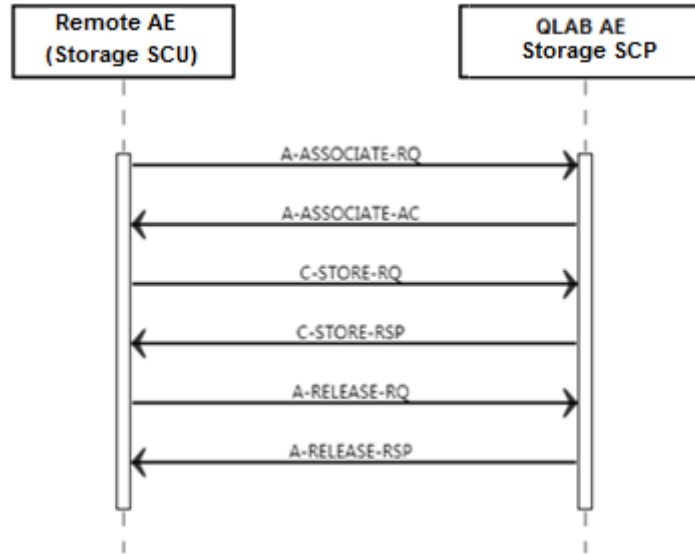 Remote AE
(Storage SCU)
QLAB AE
Storage SCP
A-ASSOCIATE-RQ
A-ASSOCIATE-AC
C-STORE-RQ
C-STORE-RSP
A-RELEASE-RQ
A-RELEASE-RSP